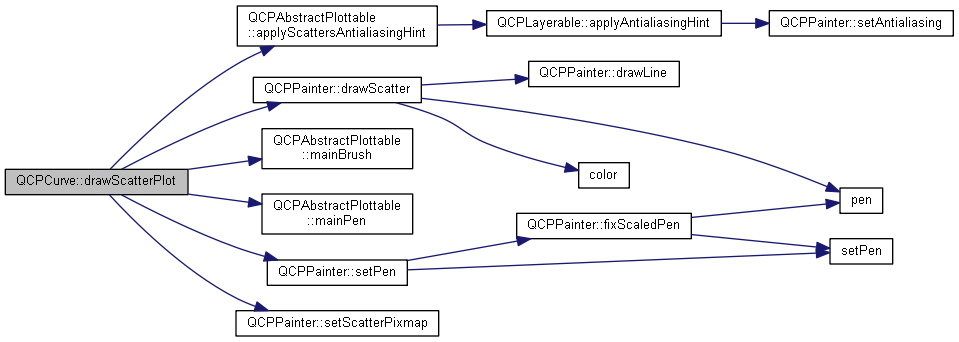 QCPAbstractPlottable
::applyScattersAntialiasingHint
QCPLayerable::applyAntialiasingHint
QCPPainter::setAntialiasing
QCPPainter::drawLine
QCPPainter::drawScatter
QCPAbstractPlottable
::mainBrush
color
QCPCurve::drawScatterPlot
QCPAbstractPlottable
::mainPen
pen
QCPPainter::fixScaledPen
setPen
QCPPainter::setPen
QCPPainter::setScatterPixmap